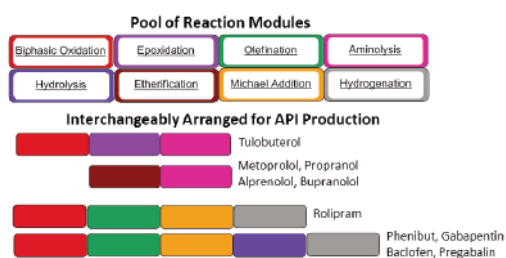 Pool of Reaction Modules
Biphasic Oxidation Epoxidation Olefination Aminolysis
Hydrolysis Etherification Michael Addition Hydrogenation
Interchangeably Arranged for API Production
Tulobuterol
Metoprolol, Propranol
Alprenolol, Bupranolol
Rolipram
Phenibut, Gabapentin
Baclofen, Pregabalin